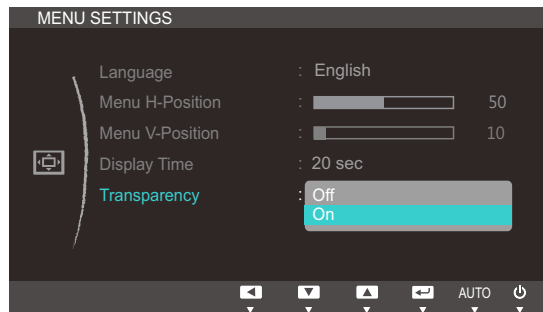 MENU SETTINGS
Language : English
Menu H-Position : 50
Menu V-Position : 10
Display Time : 20 sec
Transparency : Off
On
AUTO